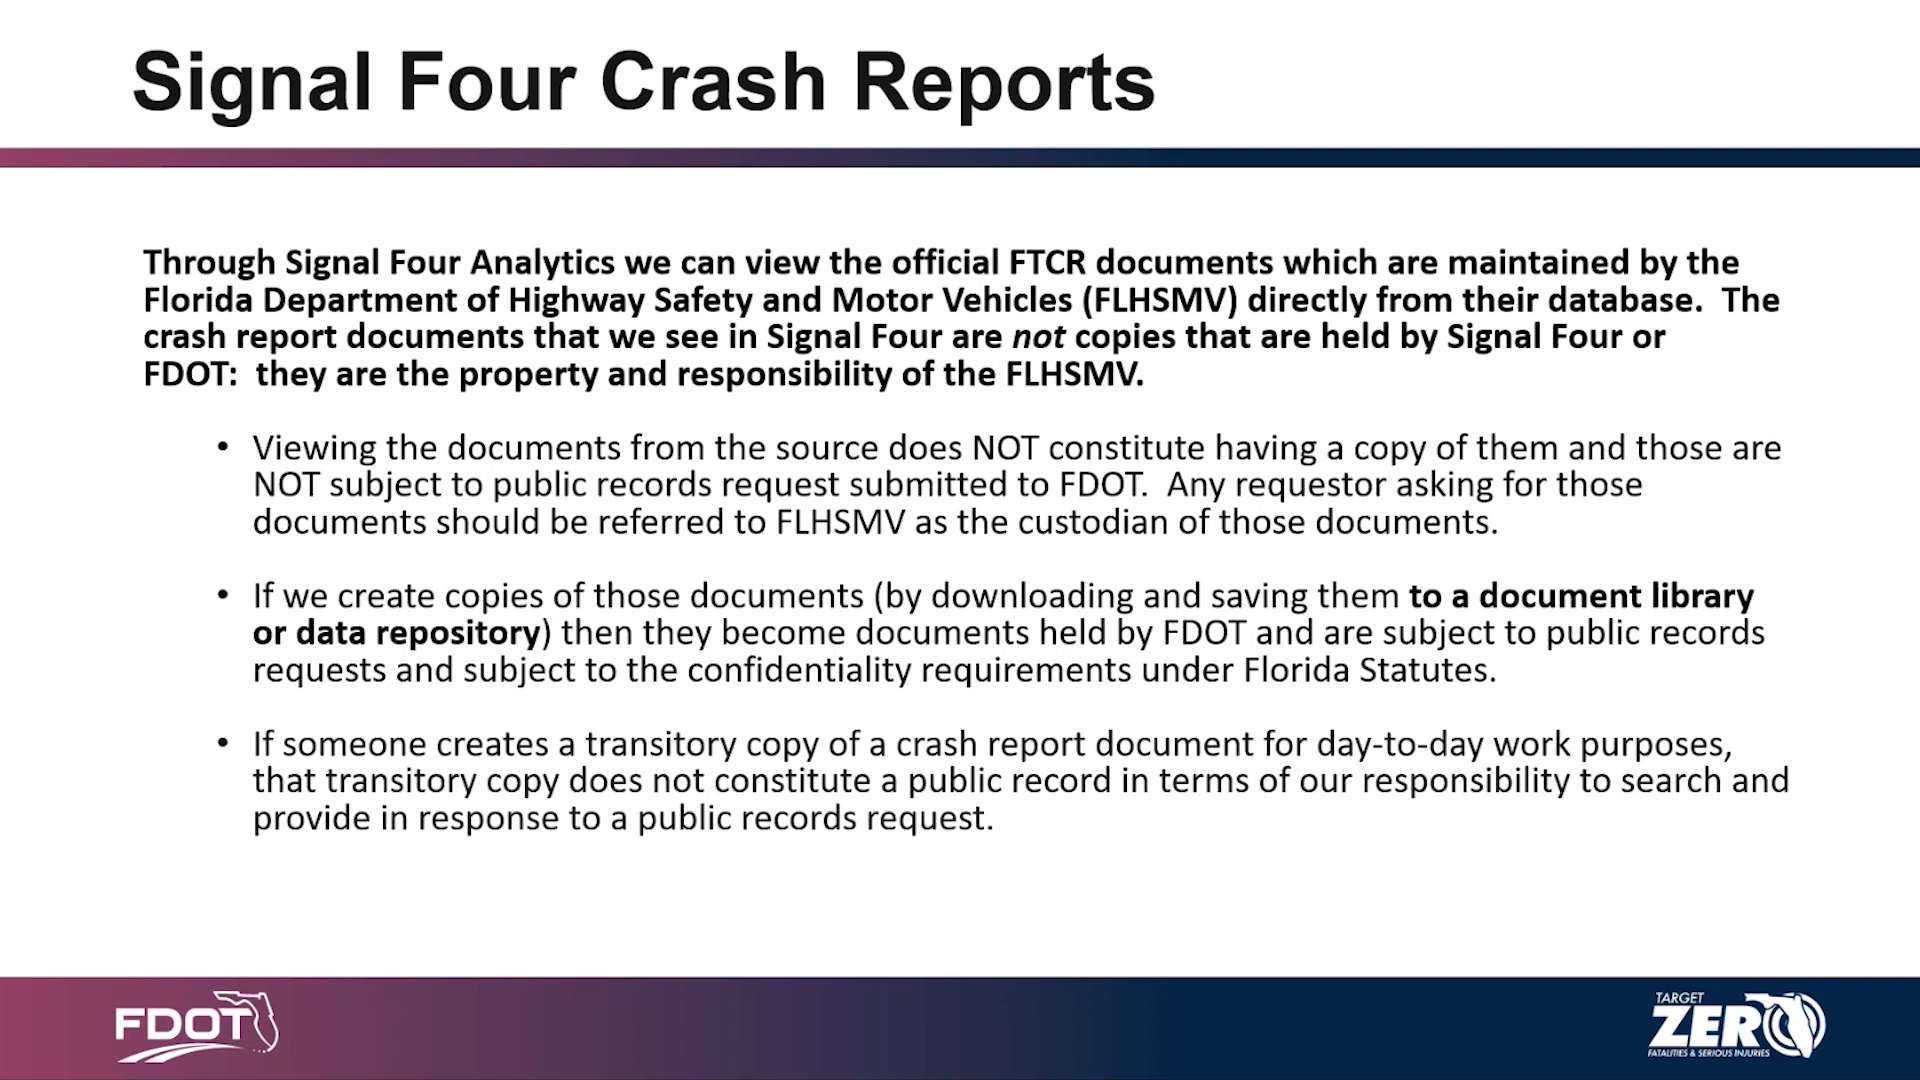 Signal Four Crash Reports
Through Signal Four Analytics we can view the official FTCR documents which are maintained by the
Florida Department of Highway Safety and Motor Vehicles (FLHSMV) directly from their database.  The
crash report documents that we see in Signal Four are not copies that are held by Signal Four or
FDOT:  they are the property and responsibility of the FLHSMV.
• Viewing the documents from the source does NOT constitute having a copy of them and those are
NOT subject to public records request submitted to FDOT.  Any requestor asking for those
documents should be referred to FLHSMV as the custodian of those documents.
• If we create copies of those documents (by downloading and saving them to a document library
or data repository) then they become documents held by FDOT and are subject to public records
requests and subject to the confidentiality requirements under Florida Statutes.
• If someone creates a transitory copy of a crash report document for day-to-day work purposes,
that transitory copy does not constitute a public record in terms of our responsibility to search and
provide in response to a public records request.
FDOT
TARGET
ZERO
FATALITIES & SERIOUS INJURIES